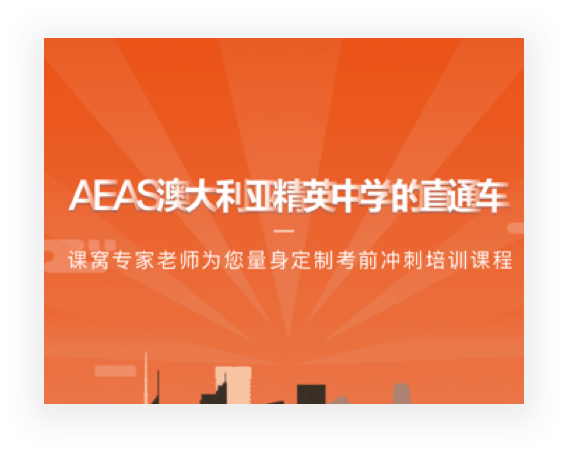 AEAS澳大利亚精英中学的直通车
课窝专家老师为您量身定制考前冲刺培训课程